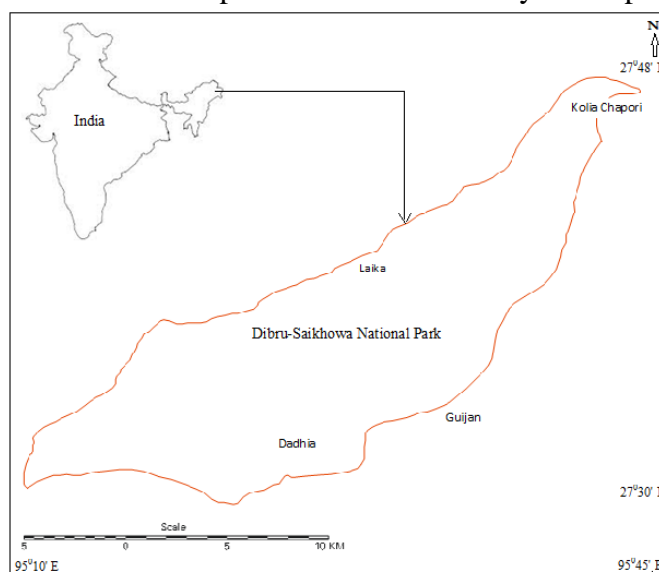 N
27°48' N
Kolia Chapori
India
Laika
Dibru-Saikhowa National Park
Guijan
Dadhia
27°30'
Scale
5 0 5 10 KM
95°10' E
95°45' E